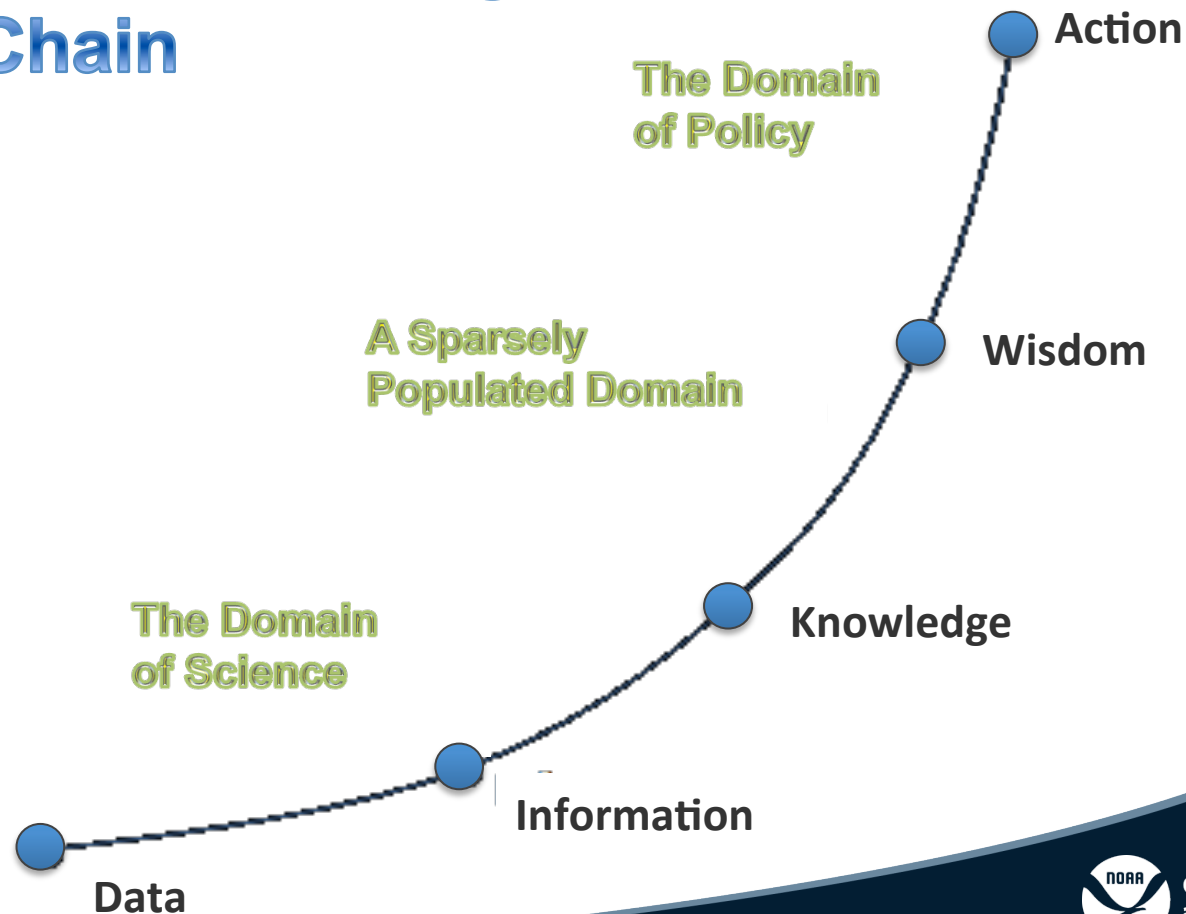 Chain
Action
The Domain
of Policy
Wisdom
A Sparsely
Populated Domain
Knowledge
The Domain
of Science
Information
Data
NOAA